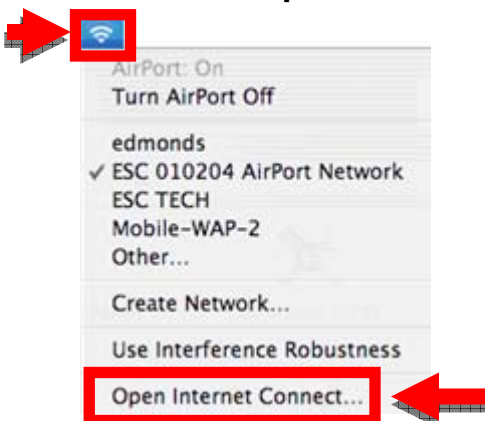 AirPort: On
Turn AirPort Off
edmonds
✓ ESC 010204 AirPort Network
ESC TECH
Mobile-WAP-2
Other...
Create Network...
Use Interference Robustness
Open Internet Connect...